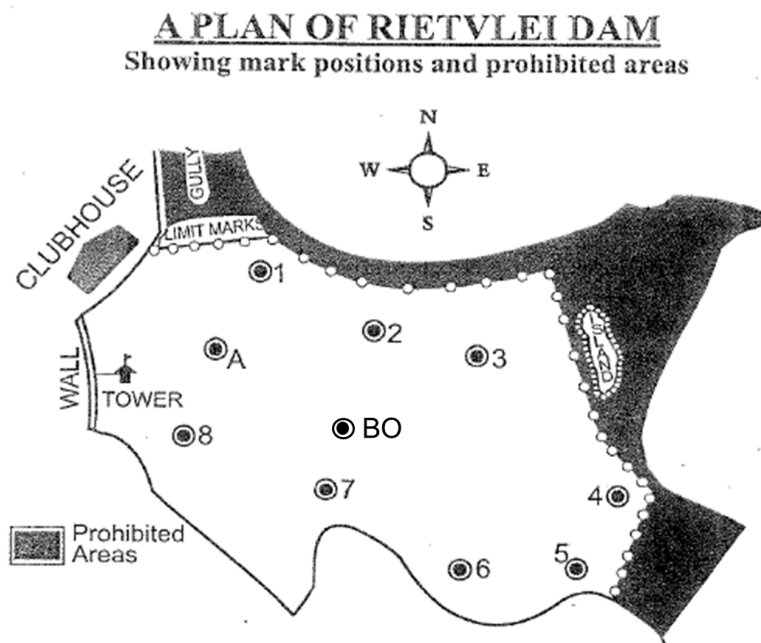 A PLAN OF RIETVLEI DAM
Showing mark positions and prohibited areas
N
W E
S
GULLY
CLUBHOUSE
LIMIT MARKS
1
2
3
A
ISLAND
WALL
TOWER
8
BO
7
4
Prohibited
Areas
6
5